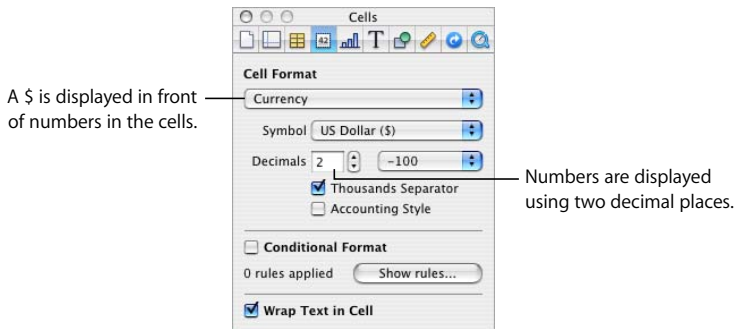 Cells
42
T
Cell Format
A $ is displayed in front
of numbers in the cells.
Currency
Symbol US Dollar ($)
Decimals 2 -100
Numbers are displayed
using two decimal places.
Thousands Separator
Accounting Style
Conditional Format
0 rules applied Show rules...
Wrap Text in Cell